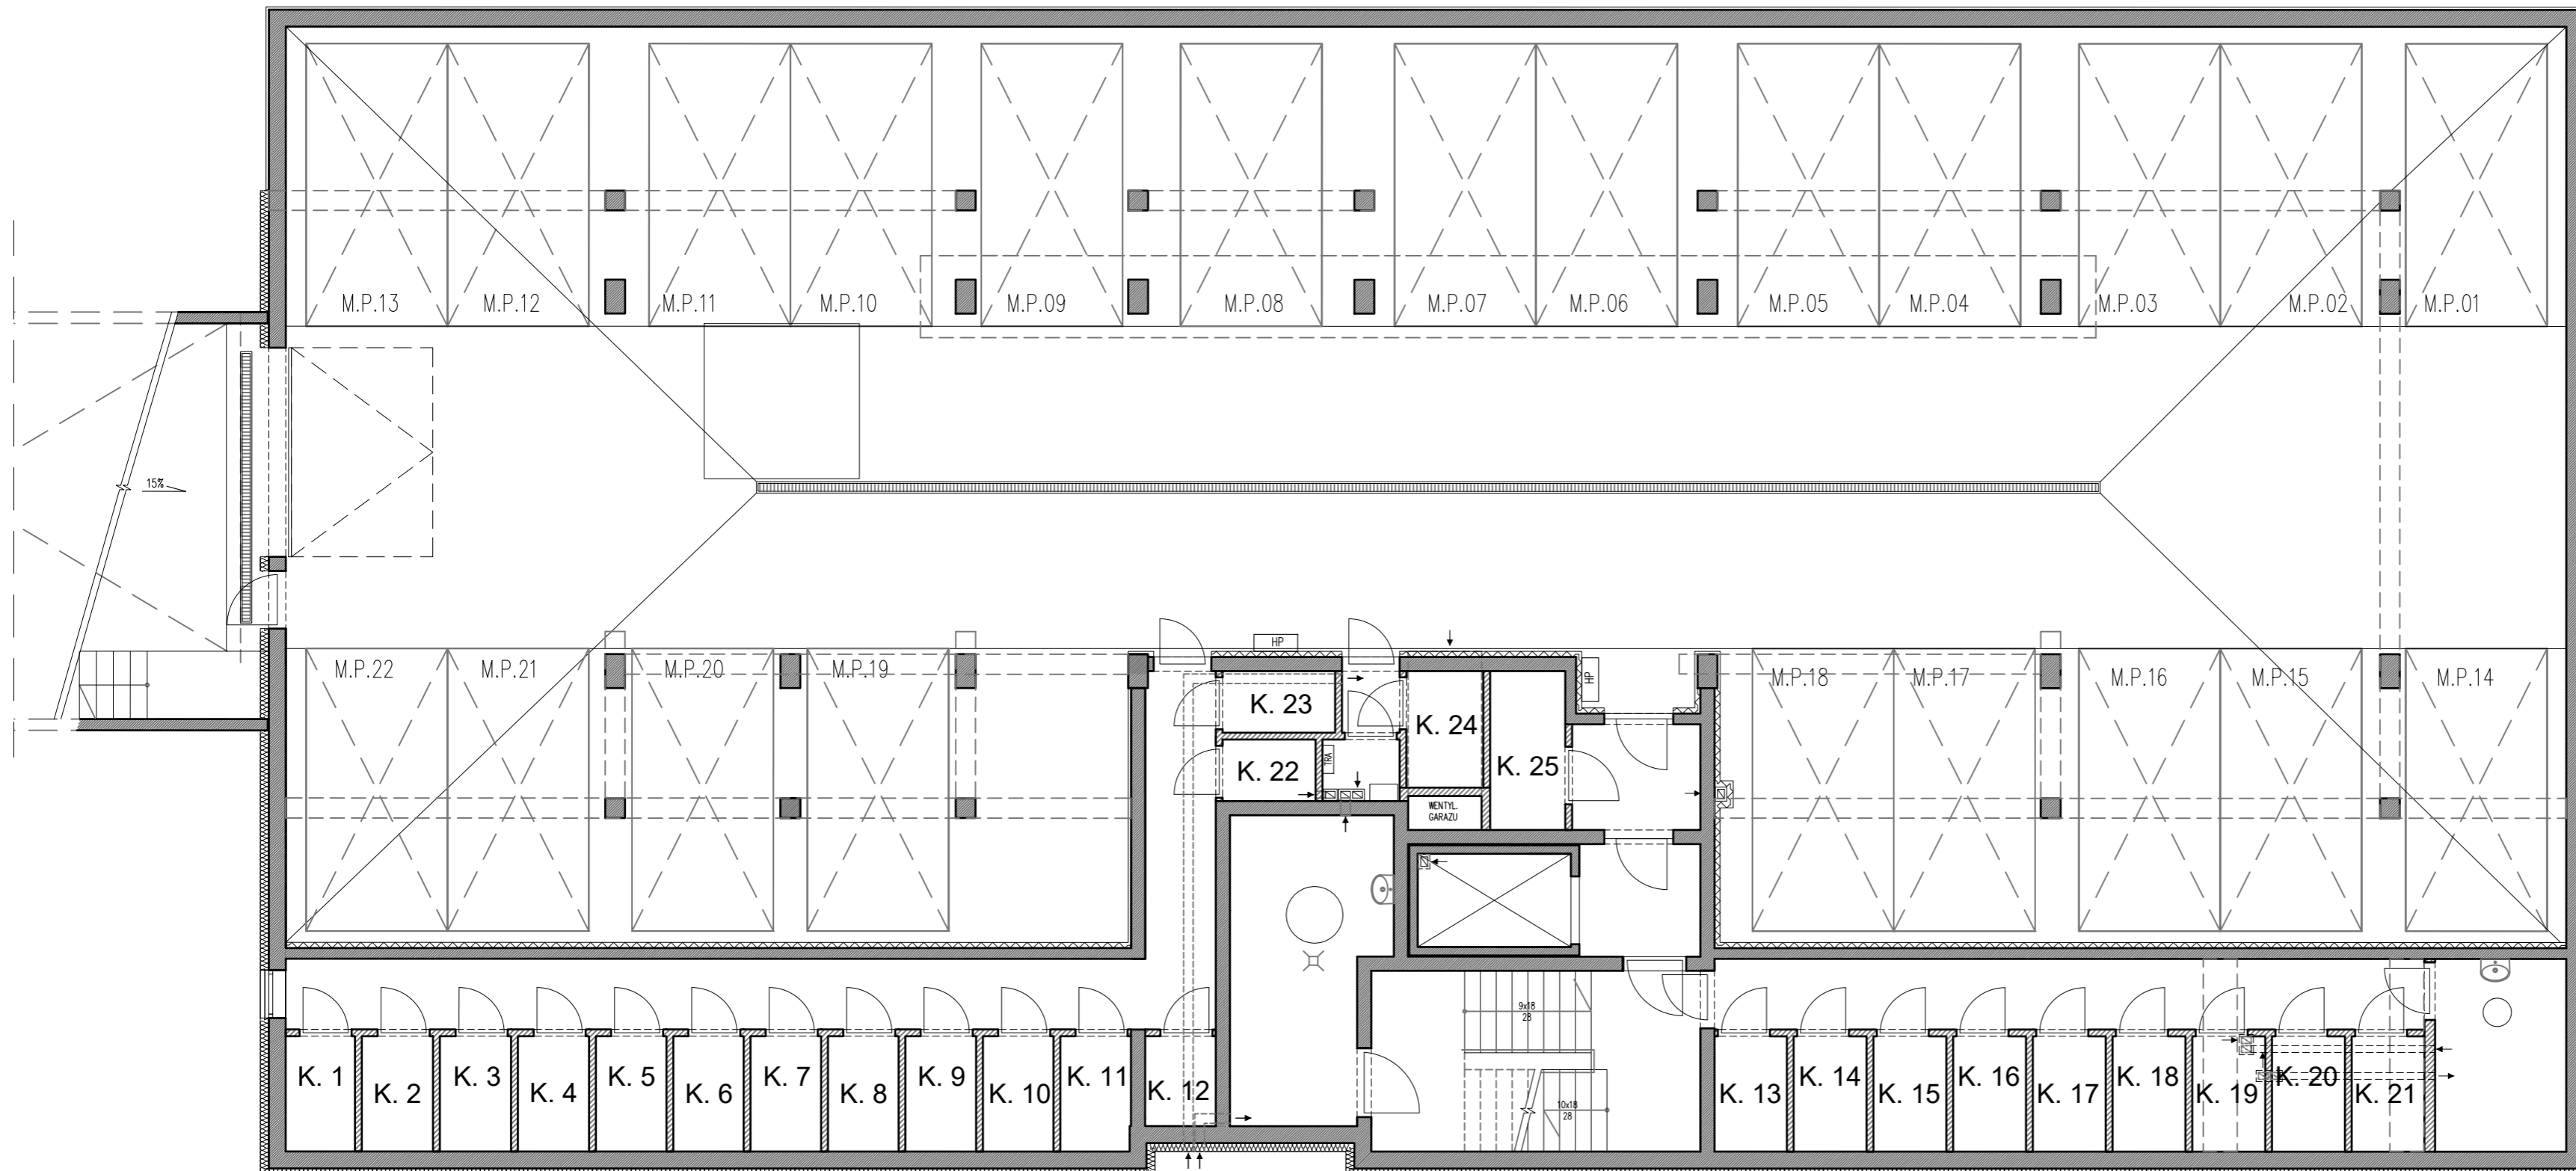 M.P.13
M.P.12
M.P.11
M.P.10
M.P.09
M.P.08
M.P.07
M.P.06
M.P.05
M.P.04
M.P.03
M.P.02
M.P.01
15%
HP
HP
M.P.22
M.P.21
M.P.20
M.P.19
M.P.18
M.P.17
M.P.16
M.P.15
M.P.14
K. 23
K. 24
K. 22
TRA
K. 25
WENTYL.
GARAZU
9x18
28
10x18
28
K. 1
K. 2
K. 3
K. 4
K. 5
K. 6
K. 7
K. 8
K. 9
K. 10
K. 11
K. 12
K. 13
K. 14
K. 15
K. 16
K. 17
K. 18
K. 19
K. 20
K. 21